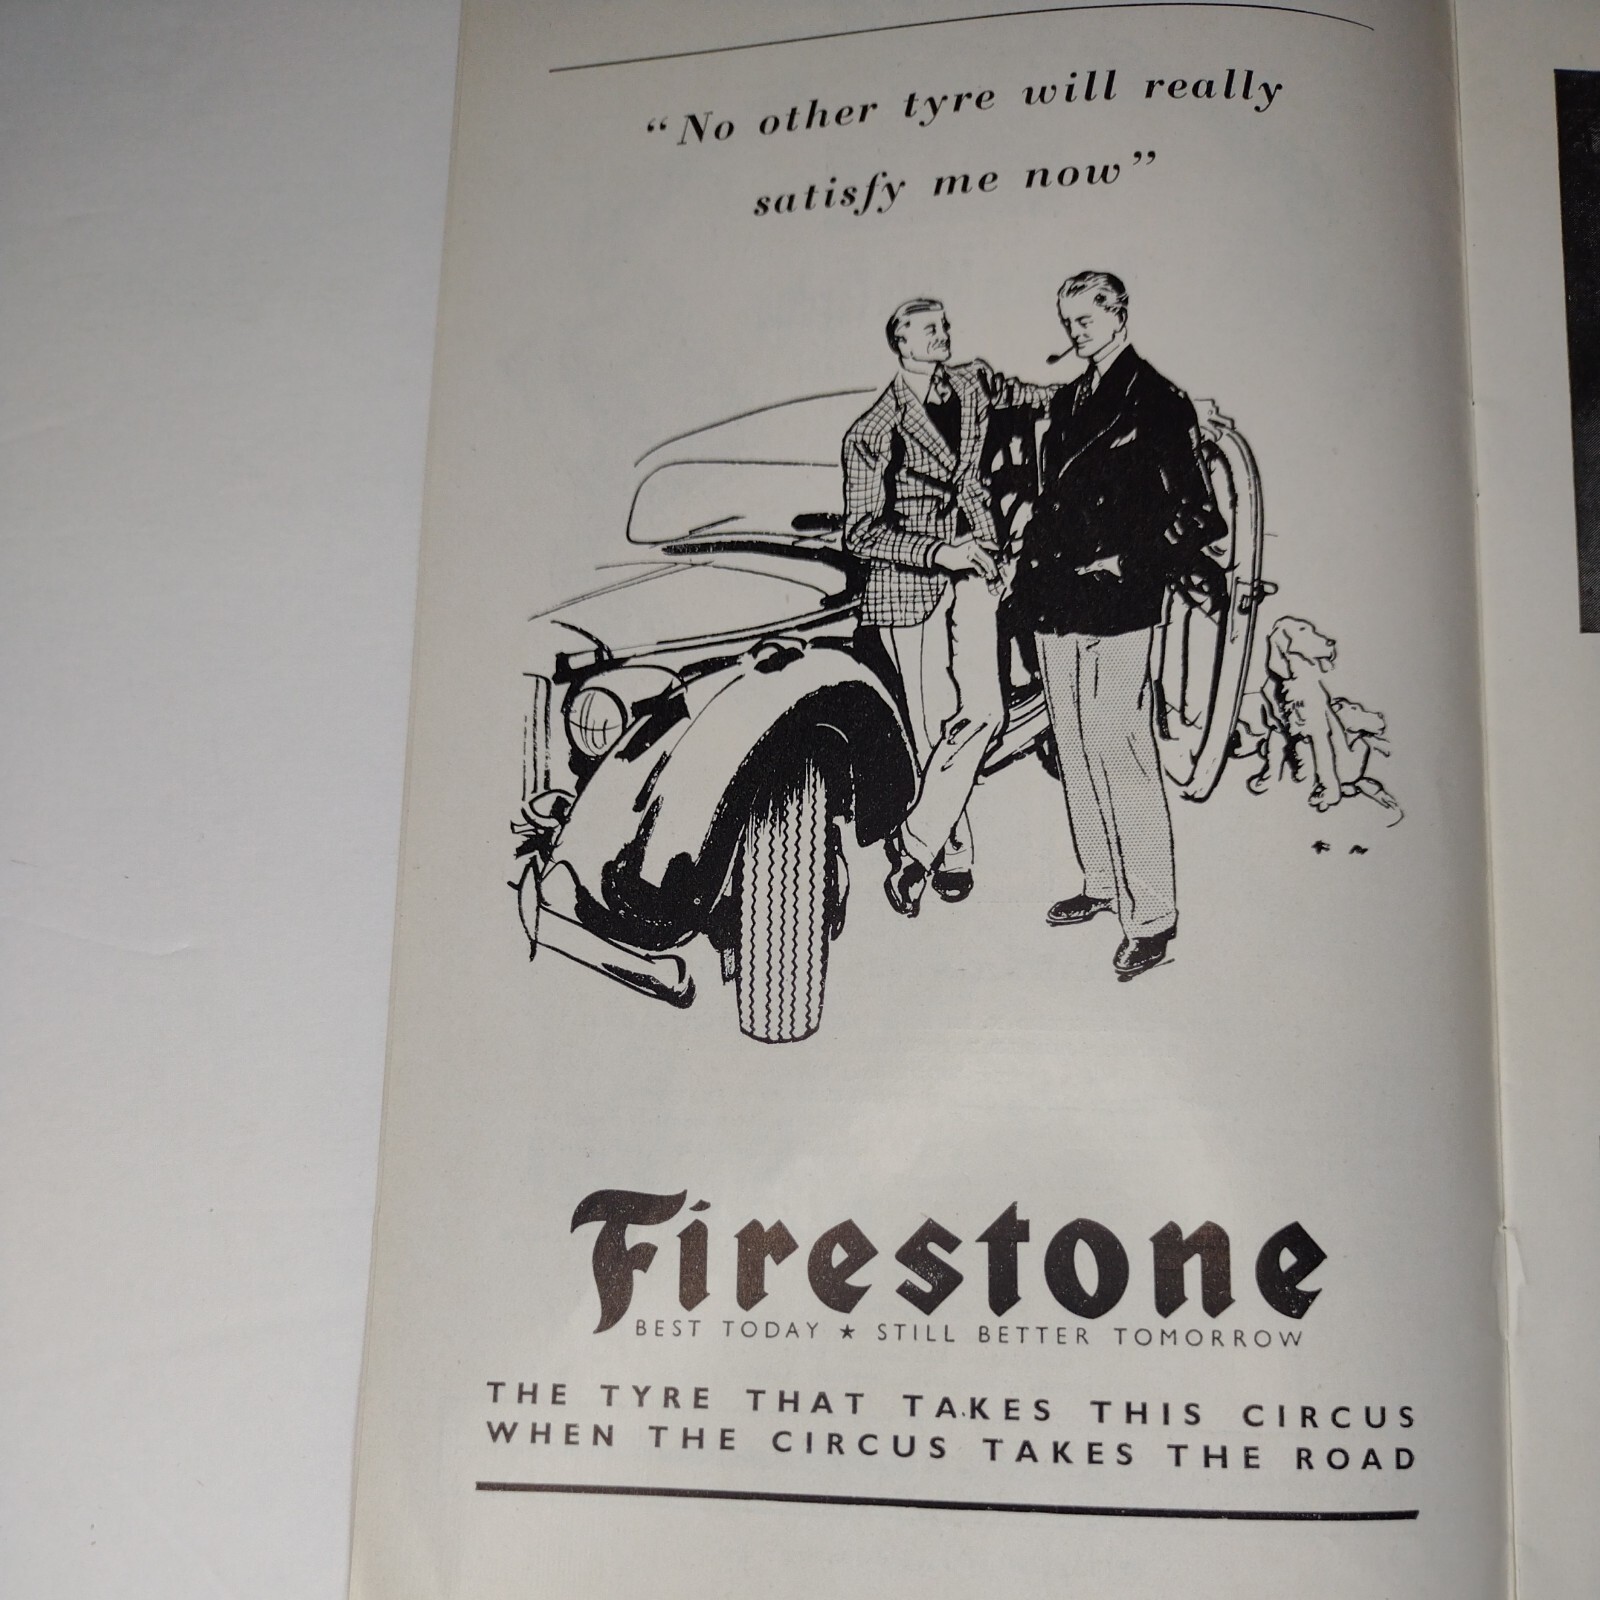 “No other tyre will really
satisfy me now”
Firestone
BEST TODAY ★ STILL BETTER TOMORROW
THE TYRE THAT TAKES THIS CIRCUS
WHEN THE CIRCUS TAKES THE ROAD